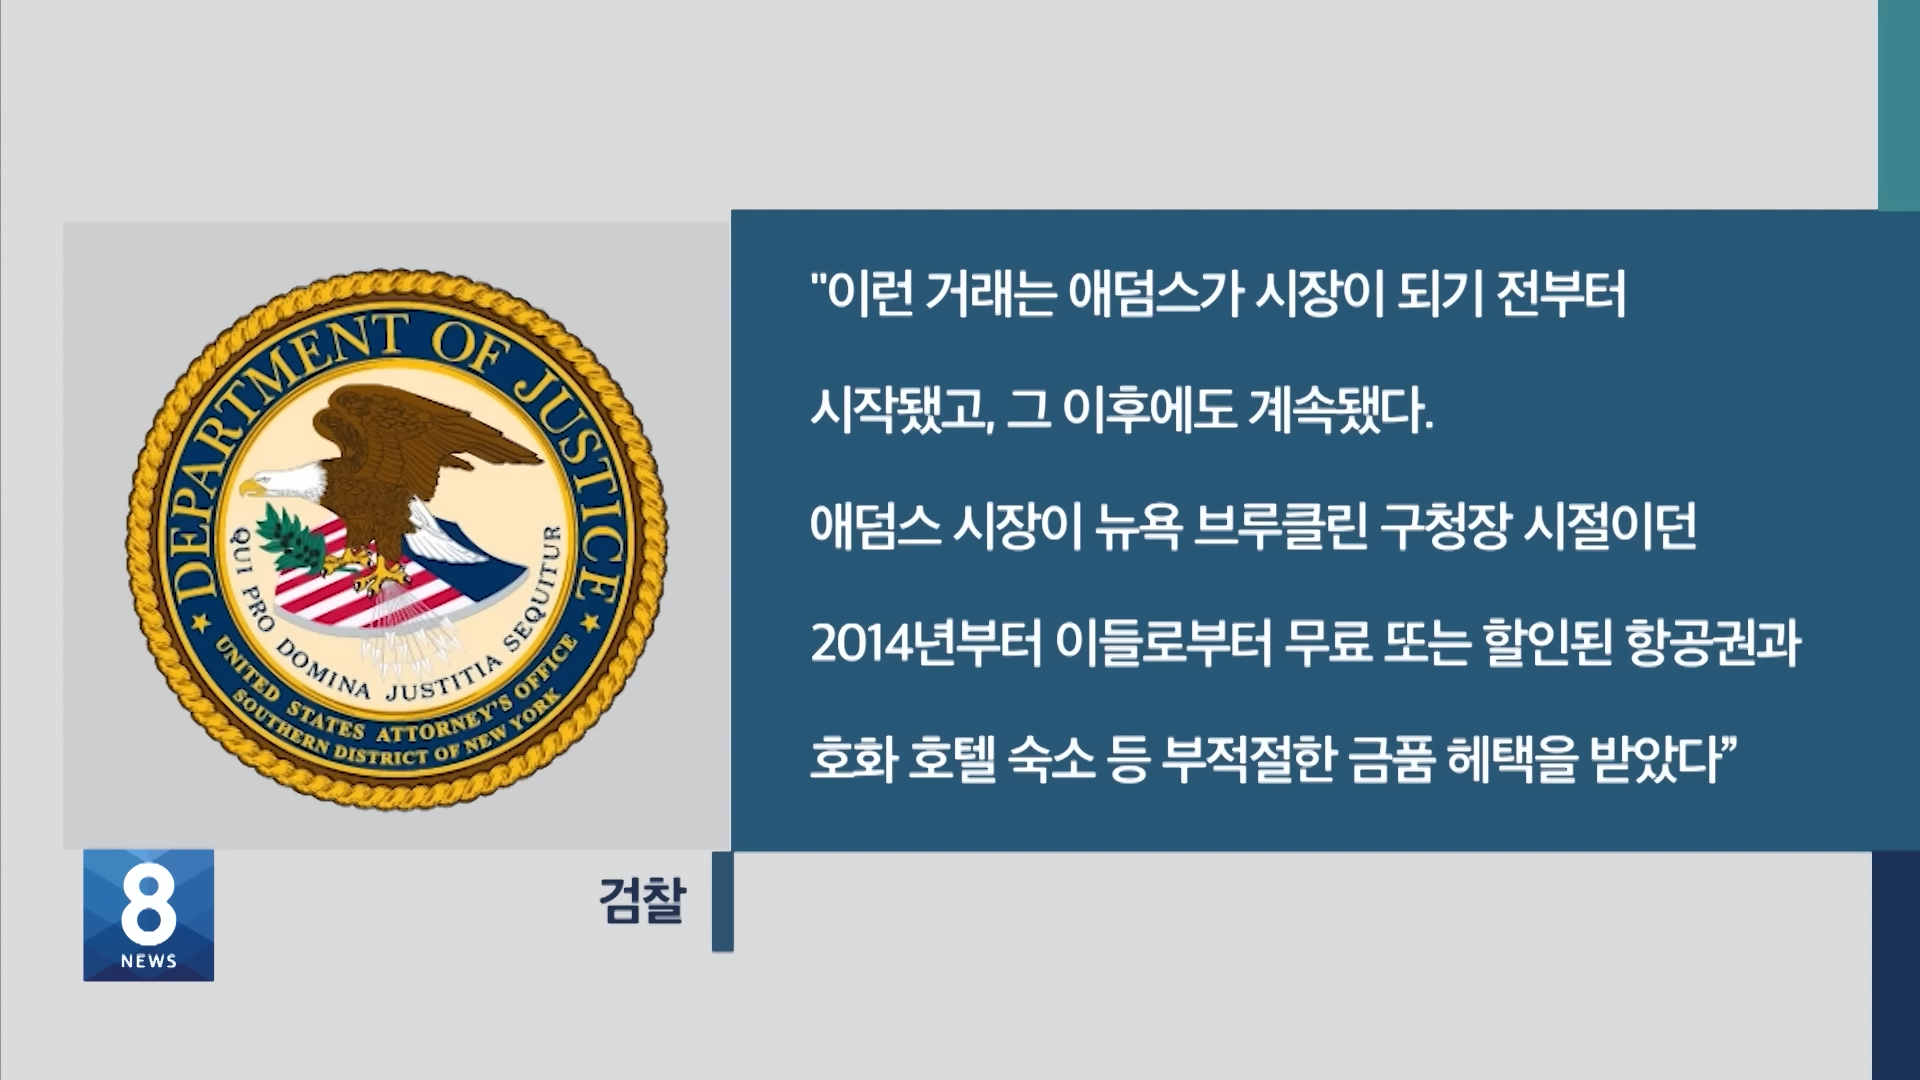 DEPARTMENT OF JUSTICE
QUI PRO DOMINA JUSTITIA SEQUITUR
UNITED STATES ATTORNEY'S OFFICE
SOUTHERN DISTRICT OF NEW YORK
"이런 거래는 애덤스가 시장이 되기 전부터
시작됐고, 그 이후에도 계속됐다.
애덤스 시장이 뉴욕 브루클린 구청장 시절이던
2014년부터 이들로부터 무료 또는 할인된 항공권과
호화 호텔 숙소 등 부적절한 금품 혜택을 받았다”
검찰
8
NEWS